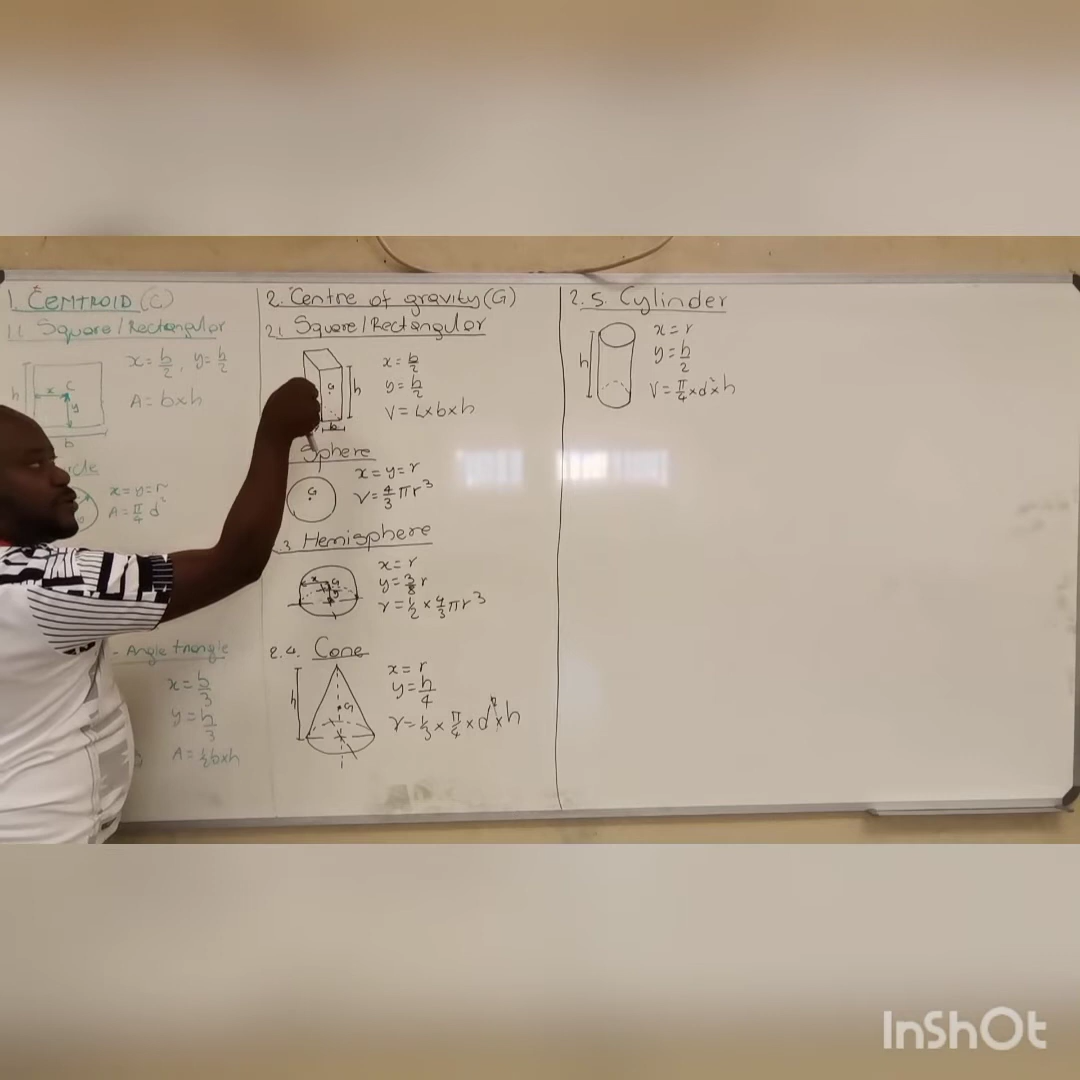 1. CENTROID (C)
1.1 Square/Rectangular
x = b/2, y = h/2
A = b×h
h
x
C
y
b
x = y = r
A = π/4 d²
- Angle triangle
x = b/3
y = h/3
A = ½b×h
2. Centre of gravity (G)
2.1 Square/Rectangular
G
h
b
x = b/2
y = h/2
V = L×b×h
Sphere
G
x = y = r
V = 4/3 πr³
.3 Hemisphere
x
G
y
x = r
y = 3/8 r
V = 1/2 × 4/3 πr³
2.4. Cone
h
G
x = r
y = h/4
V = 1/3 × π/4 × d² × h
2.5. Cylinder
h
x = r
y = h/2
V = π/4 × d² × h
InShOt